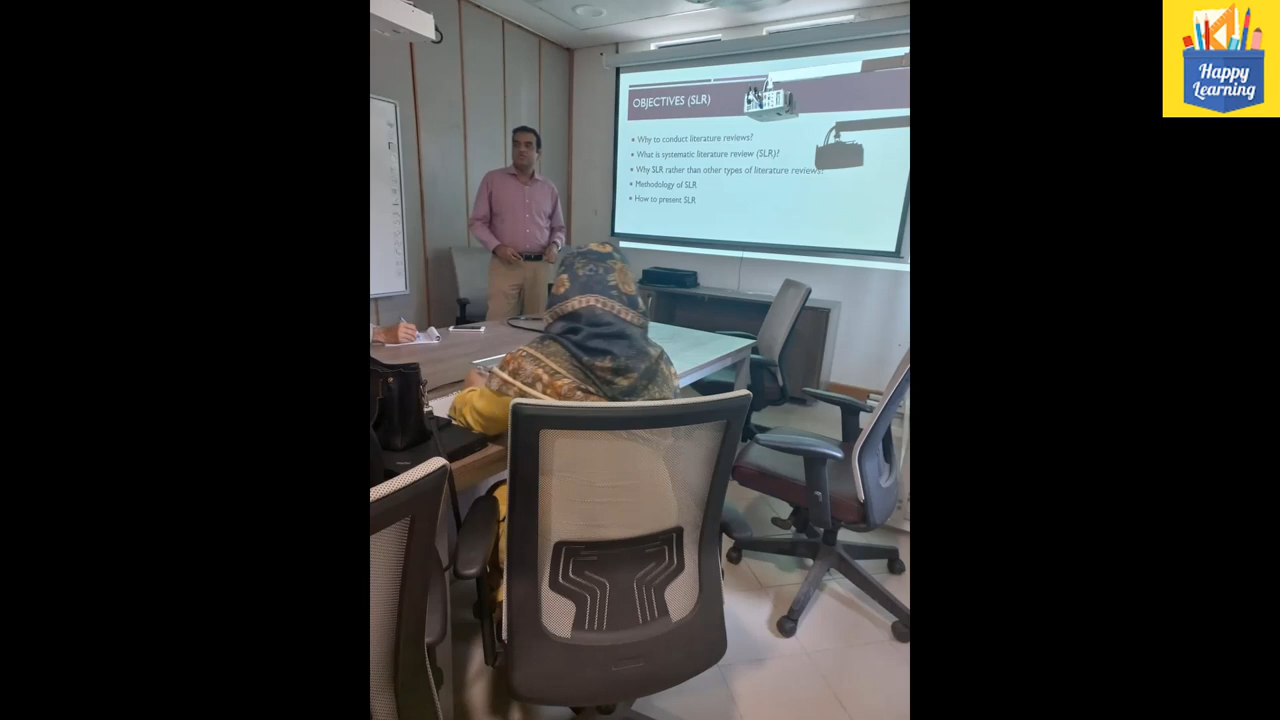 OBJECTIVES (SLR)
Why to conduct literature reviews?
What is systematic literature review (SLR)?
Why SLR rather than other types of literature reviews?
Methodology of SLR
How to present SLR
Happy
Learning